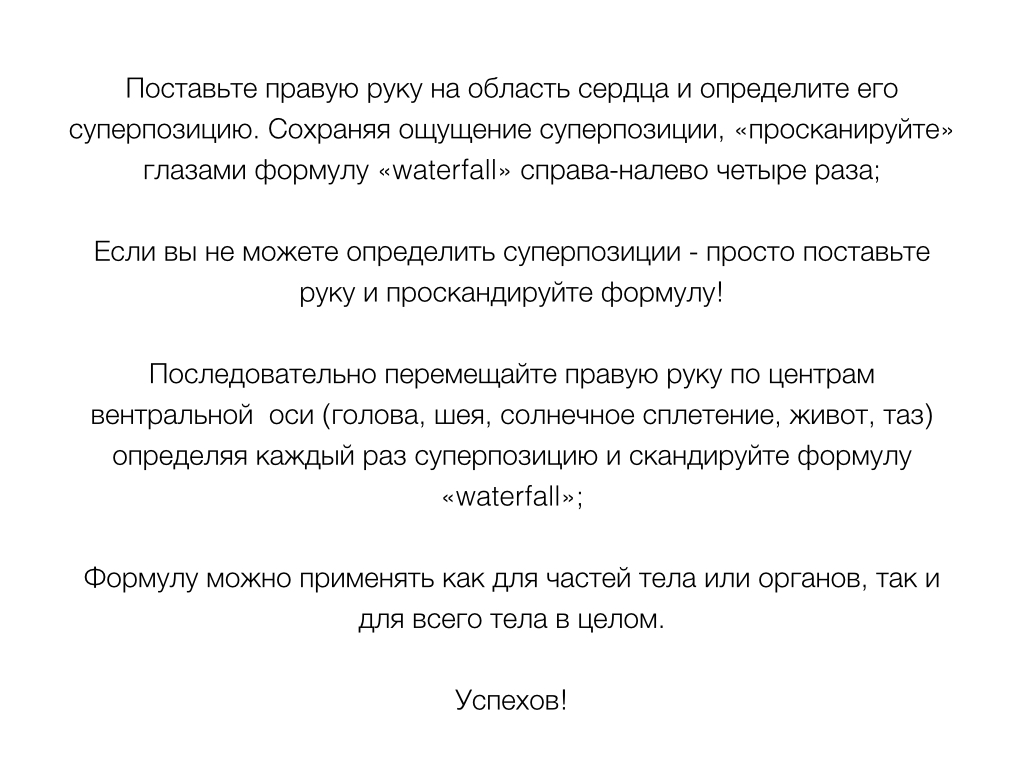 Поставьте правую руку на область сердца и определите его
суперпозицию. Сохраняя ощущение суперпозиции, «просканируйте»
глазами формулу «waterfall» справа-налево четыре раза;
Если вы не можете определить суперпозиции - просто поставьте
руку и проскандируйте формулу!
Последовательно перемещайте правую руку по центрам
вентральной  оси (голова, шея, солнечное сплетение, живот, таз)
определяя каждый раз суперпозицию и скандируйте формулу
«waterfall»;
Формулу можно применять как для частей тела или органов, так и
для всего тела в целом.
Успехов!